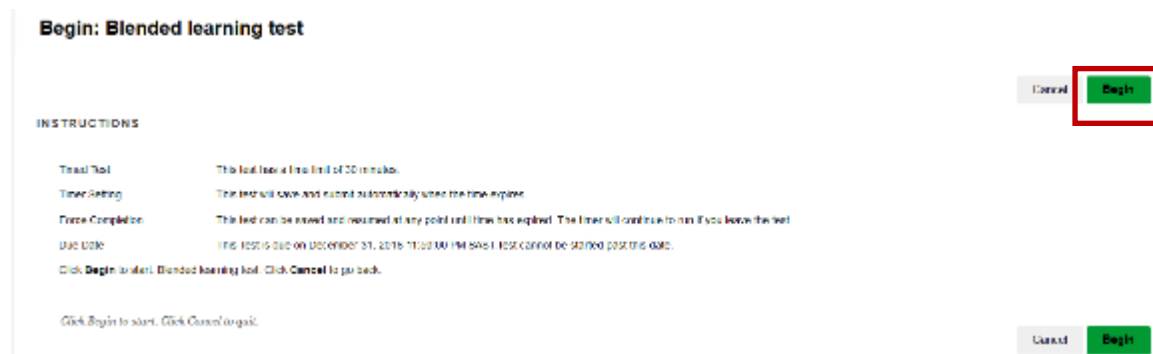 Begin: Blended learning test
Cancel Begin
INSTRUCTIONS
Timed Test This test has a time limit of 30 minutes.
Timer Setting This test will save and submit automatically when the time expires.
Force Completion This test can be saved and resumed at any point until time has expired. The timer will continue to run if you leave the test.
Due Date This Test is due on December 31, 11:59:00 PM SAST. Test cannot be started past this date.
Click Begin to start: Blended learning test. Click Cancel to go back.
Click Begin to start. Click Cancel to quit.
Cancel Begin